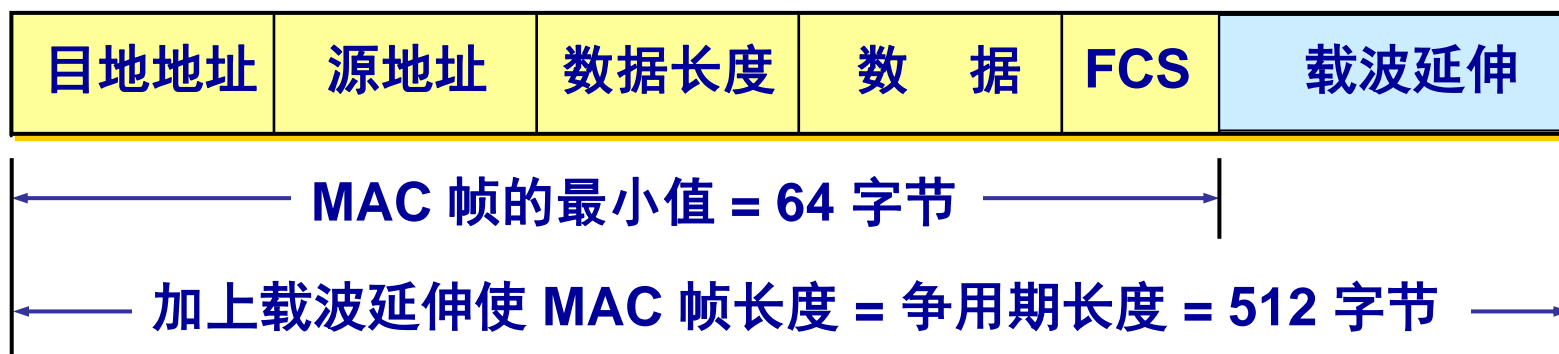 目地地址 源地址 数据长度 数 据 FCS 载波延伸
MAC 帧的最小值 = 64 字节
加上载波延伸使 MAC 帧长度 = 争用期长度 = 512 字节